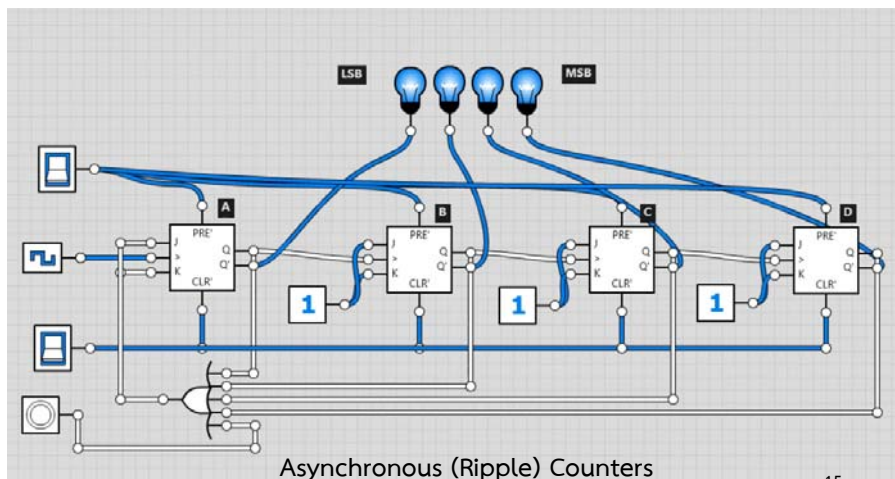 LSB MSB
A B C D
PRE' PRE' PRE' PRE'
J Q J Q J Q J Q
> > > >
K Q' K Q' K Q' K Q'
CLR' CLR' CLR' CLR'
1 1 1
Asynchronous (Ripple) Counters